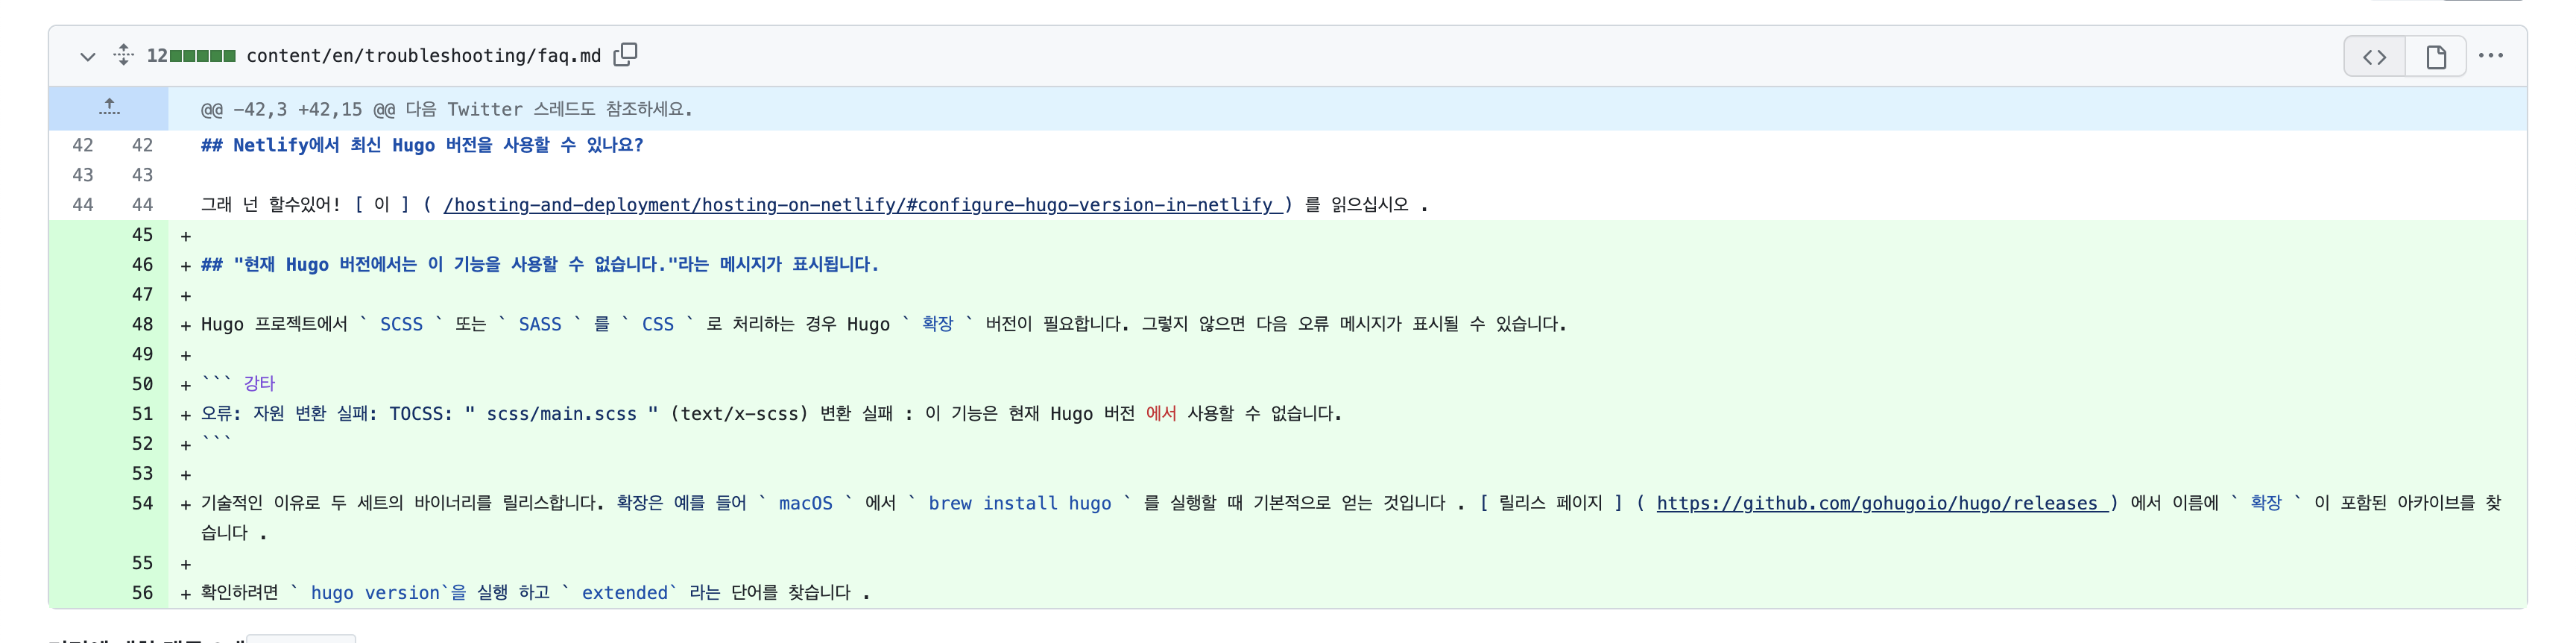 12 content/en/troubleshooting/faq.md
@@ -42,3 +42,15 @@ 다음 Twitter 스레드도 참조하세요.
42 42 ## Netlify에서 최신 Hugo 버전을 사용할 수 있나요?
43 43
44 44 그래 넌 할수있어! [ 이 ] ( /hosting-and-deployment/hosting-on-netlify/#configure-hugo-version-in-netlify ) 를 읽으십시오 .
45 +
46 + ## "현재 Hugo 버전에서는 이 기능을 사용할 수 없습니다."라는 메시지가 표시됩니다.
47 +
48 + Hugo 프로젝트에서 ` SCSS ` 또는 ` SASS ` 를 ` CSS ` 로 처리하는 경우 Hugo ` 확장 ` 버전이 필요합니다. 그렇지 않으면 다음 오류 메시지가 표시될 수 있습니다.
49 +
50 + ``` 강타
51 + 오류: 자원 변환 실패: TOCSS: " scss/main.scss " (text/x-scss) 변환 실패 : 이 기능은 현재 Hugo 버전 에서 사용할 수 없습니다.
52 + ```
53 +
54 + 기술적인 이유로 두 세트의 바이너리를 릴리스합니다. 확장은 예를 들어 ` macOS ` 에서 ` brew install hugo ` 를 실행할 때 기본적으로 얻는 것입니다 . [ 릴리스 페이지 ] ( https://github.com/gohugoio/hugo/releases ) 에서 이름에 ` 확장 ` 이 포함된 아카이브를 찾
습니다 .
55 +
56 + 확인하려면 ` hugo version`을 실행 하고 ` extended` 라는 단어를 찾습니다 .